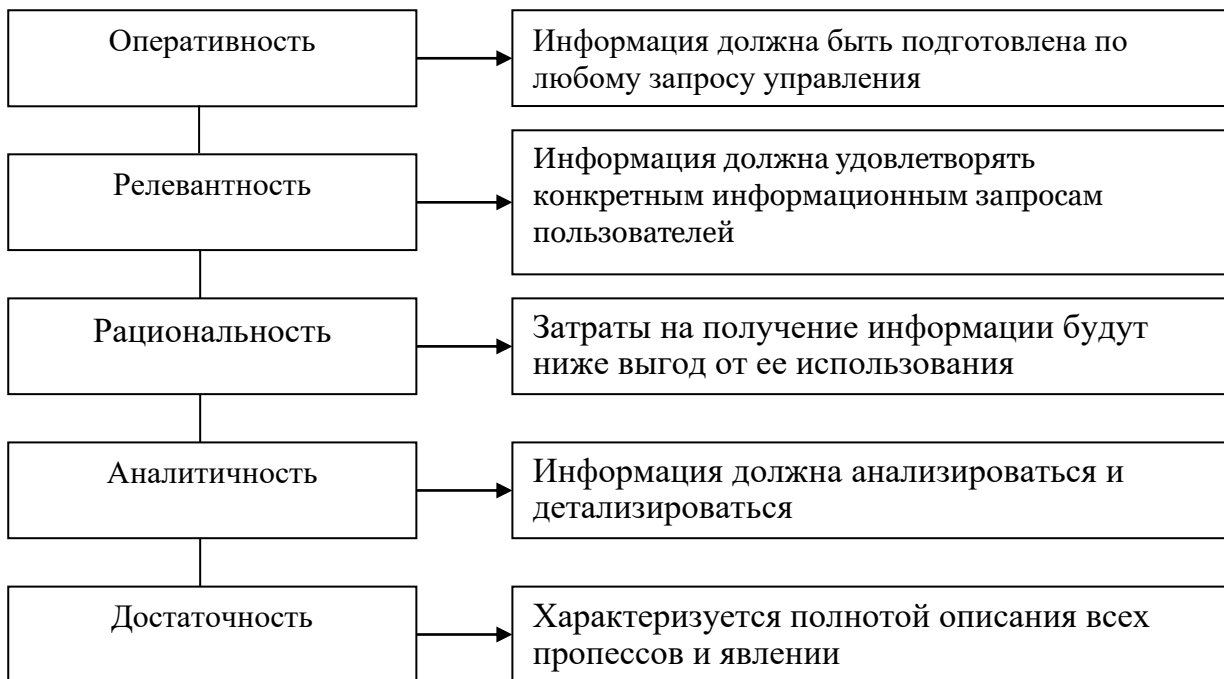 Оперативность
Информация должна быть подготовлена по
любому запросу управления
Релевантность
Информация должна удовлетворять
конкретным информационным запросам
пользователей
Рациональность
Затраты на получение информации будут
ниже выгод от ее использования
Аналитичность
Информация должна анализироваться и
детализироваться
Достаточность
Характеризуется полнотой описания всех
пропессов и явлении